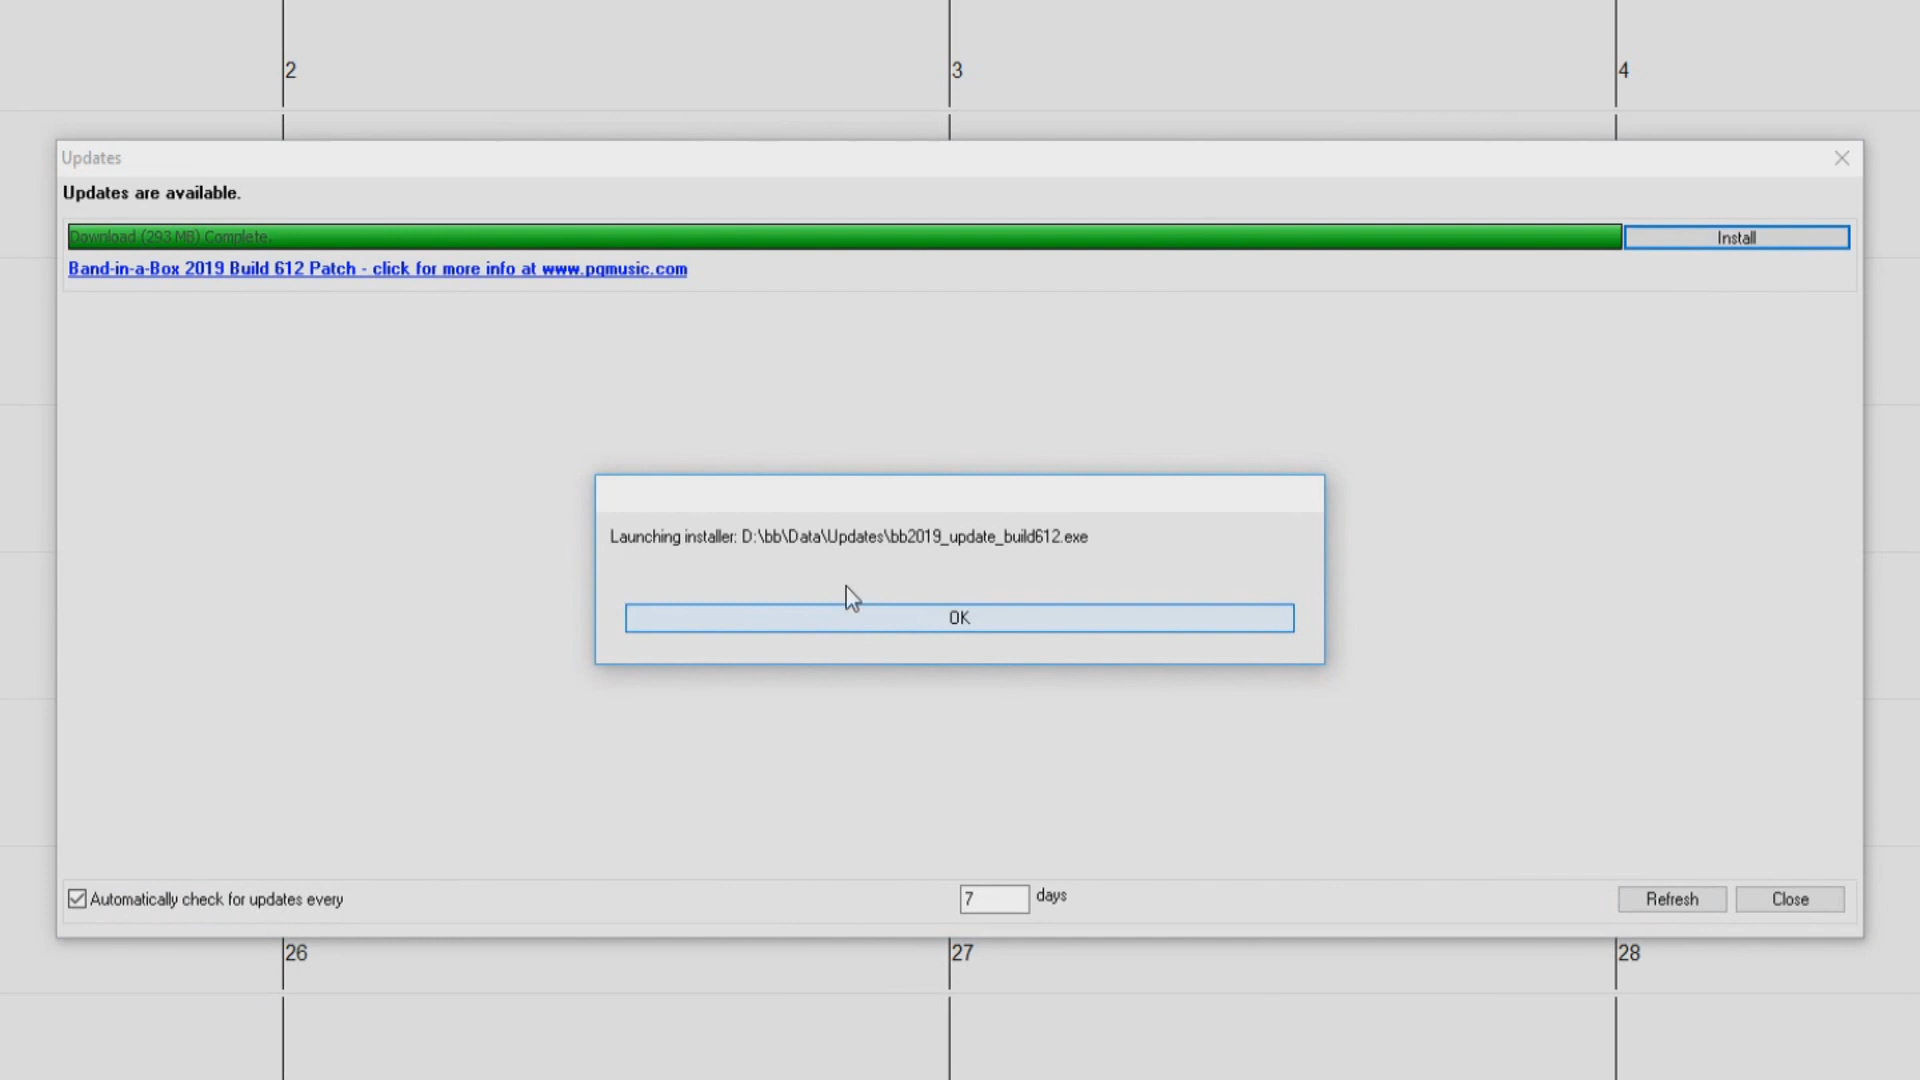 2 3 4
Updates
Updates are available.
Download (293 MB) Complete.
Install
Band-in-a-Box 2019 Build 612 Patch - click for more info at www.pgmusic.com
Launching installer: D:\bb\Data\Updates\bb2019_update_build612.exe
OK
Automatically check for updates every 7 days
Refresh Close
26 27 28